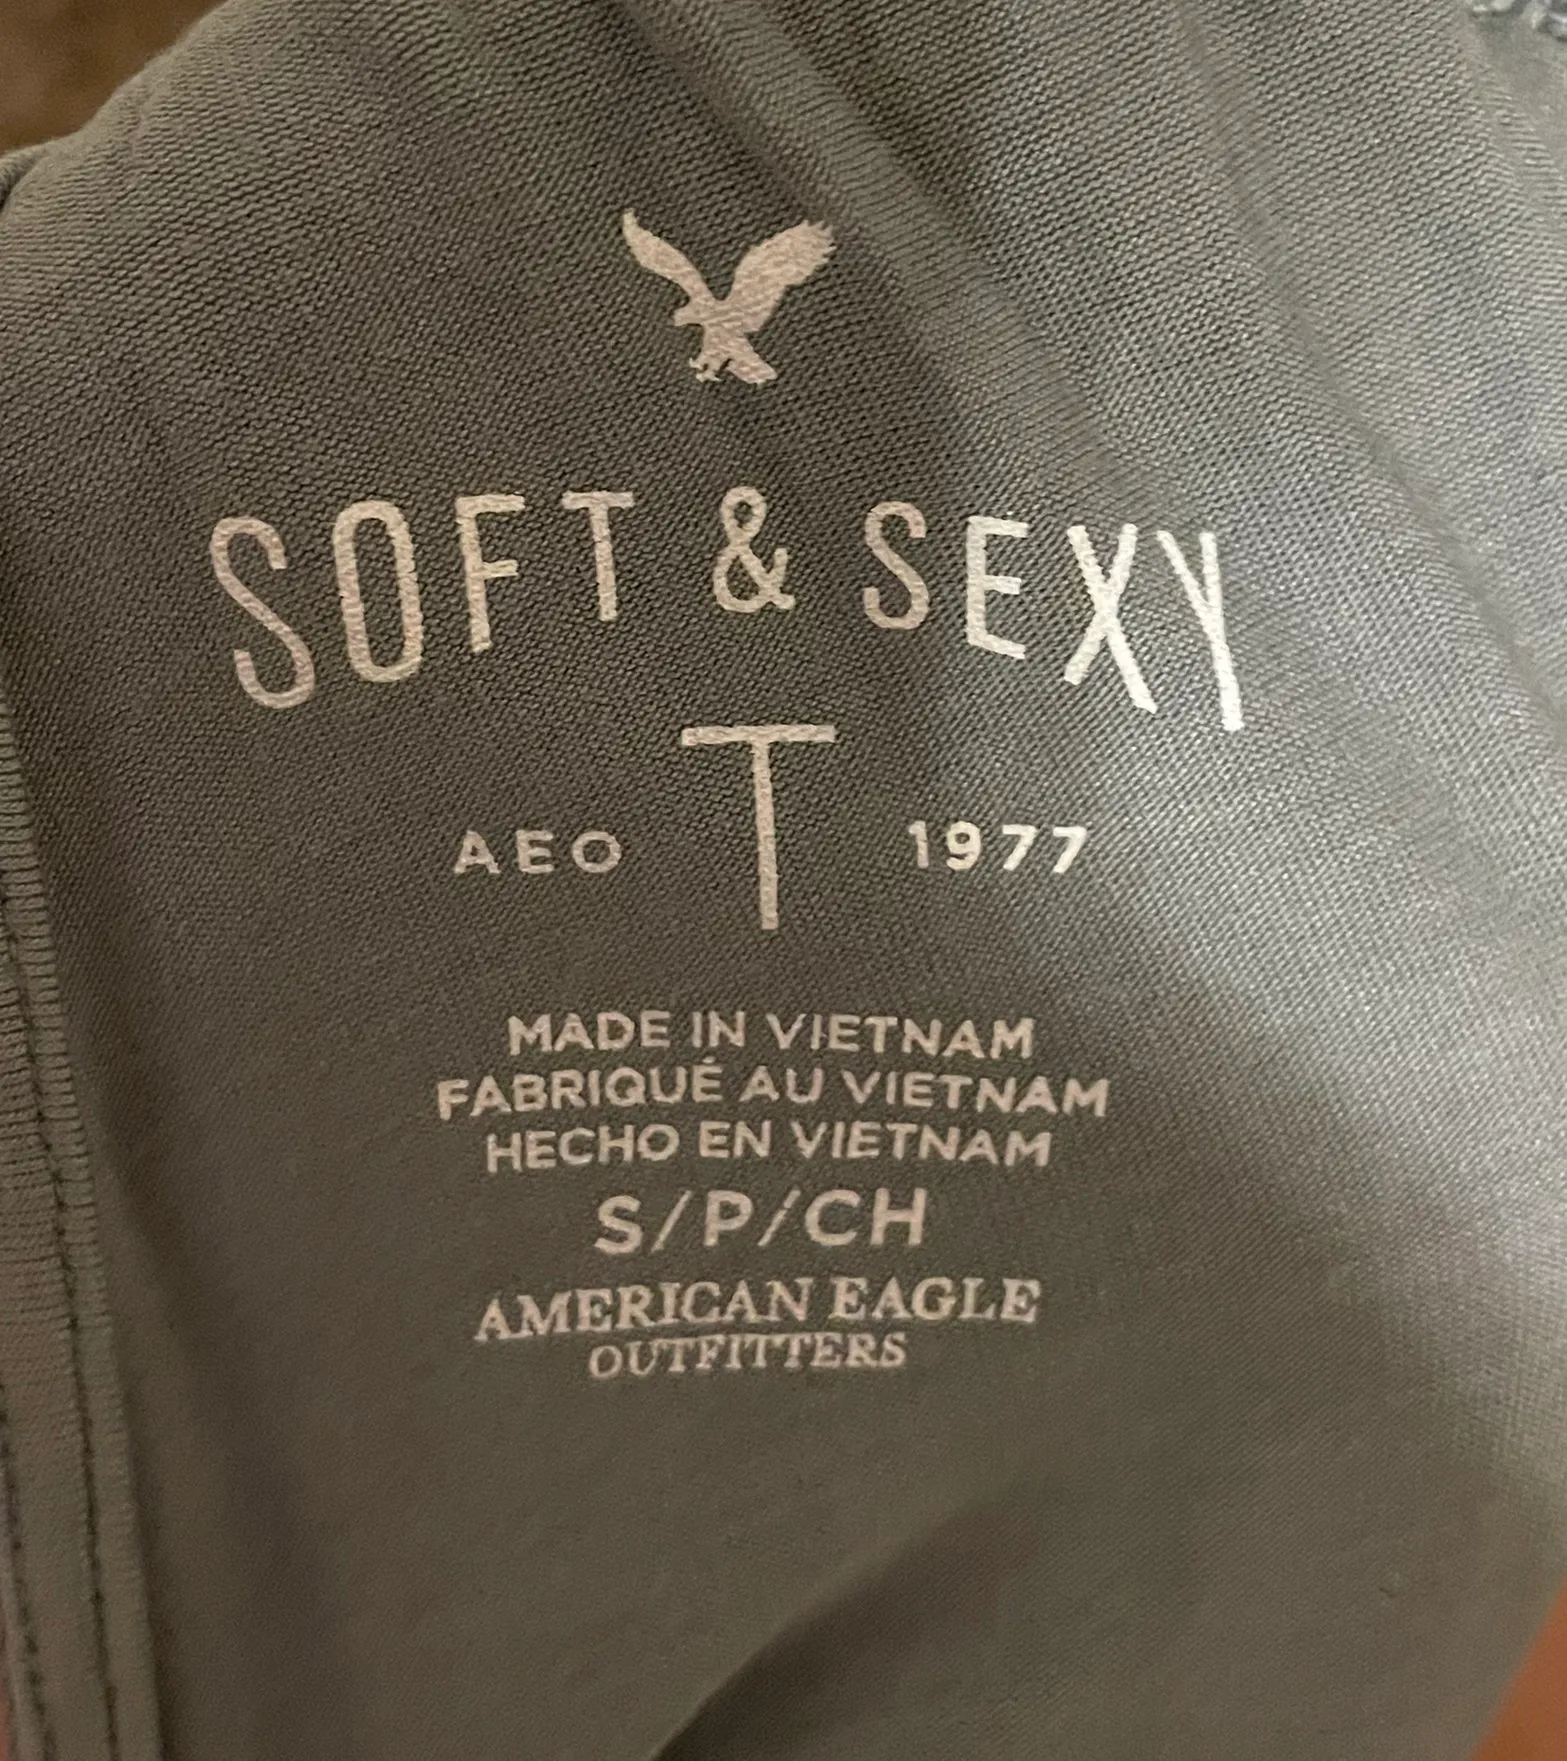 SOFT & SEXY
T
AEO 1977
MADE IN VIETNAM
FABRIQUÉ AU VIETNAM
HECHO EN VIETNAM
S/P/CH
AMERICAN EAGLE
OUTFITTERS